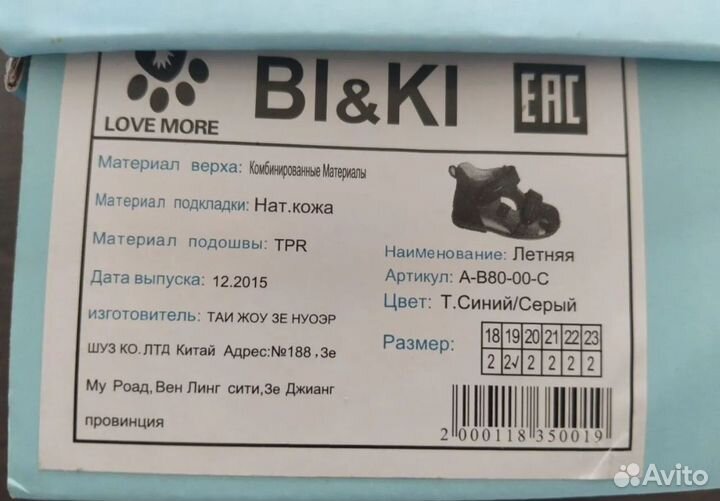 BI&KI
EAC
LOVE MORE
Материал верха: Комбинированные Материалы
Материал подкладки: Нат.кожа
Материал подошвы: TPR
Дата выпуска: 12.2015
изготовитель: ТАИ ЖОУ ЗЕ НУОЭР
ШУЗ КО.ЛТД Китай Адрес:№188 ,Зе
Му Роад,Вен Линг сити,Зе Джианг
провинция
Наименование: Летняя
Артикул: A-B80-00-C
Цвет: Т.Синий/Серый
Размер: 18 19 20 21 22 23
2 2√ 2 2 2 2
2 000118 350019
Avito